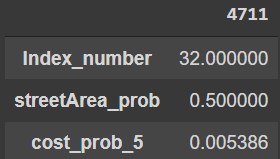 4711
Index_number 32.000000
streetArea_prob 0.500000
cost_prob_5 0.005386